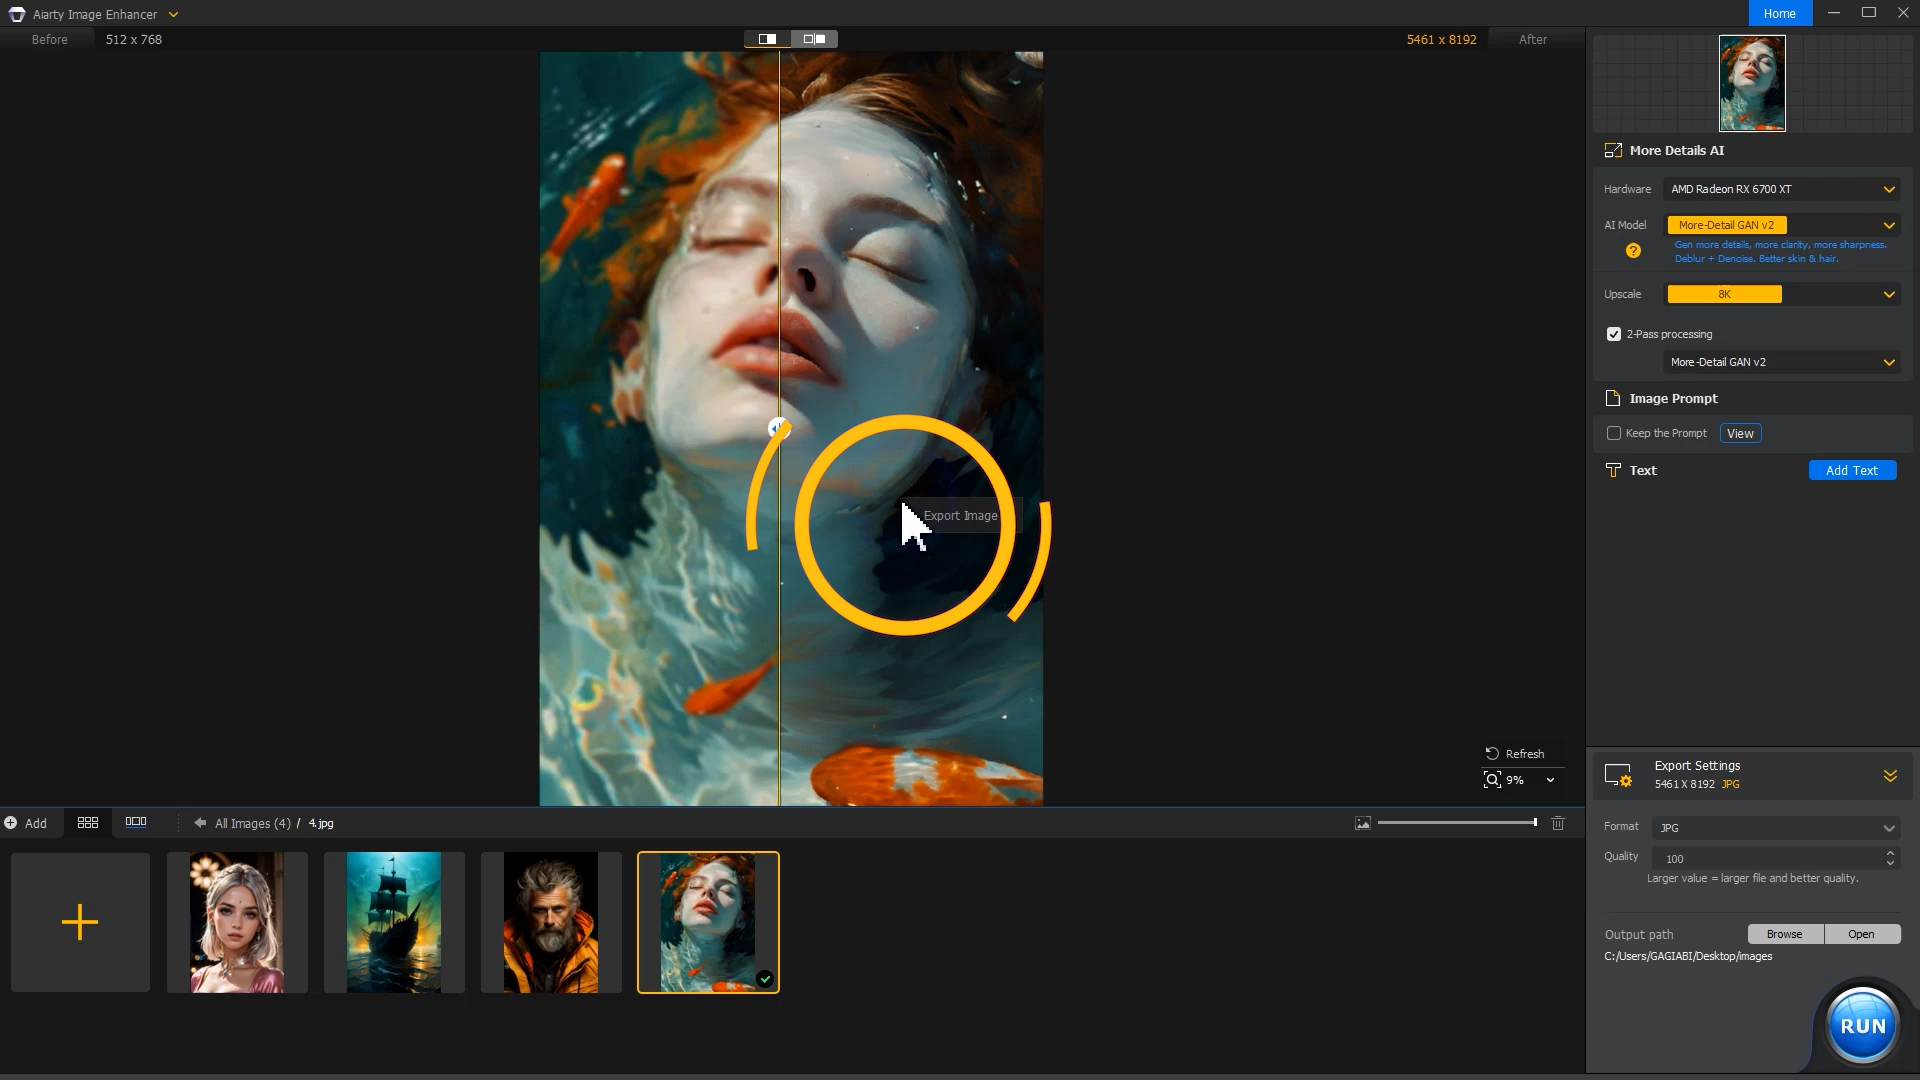 Aiarty Image Enhancer
Home
Before
512 x 768
5461 x 8192
After
More Details AI
Hardware
AMD Radeon RX 6700 XT
AI Model
More-Detail GAN v2
?
Gen more details, more clarity, more sharpness.
Deblur + Denoise. Better skin & hair.
Upscale
8K
2-Pass processing
More-Detail GAN v2
Image Prompt
Keep the Prompt
View
Text
Add Text
Export Image
Refresh
9%
Export Settings
5461 X 8192 JPG
Add
All Images (4) / 4.jpg
Format
JPG
Quality
100
Larger value = larger file and better quality.
Output path
Browse
Open
C:/Users/GAGIABI/Desktop/images
RUN